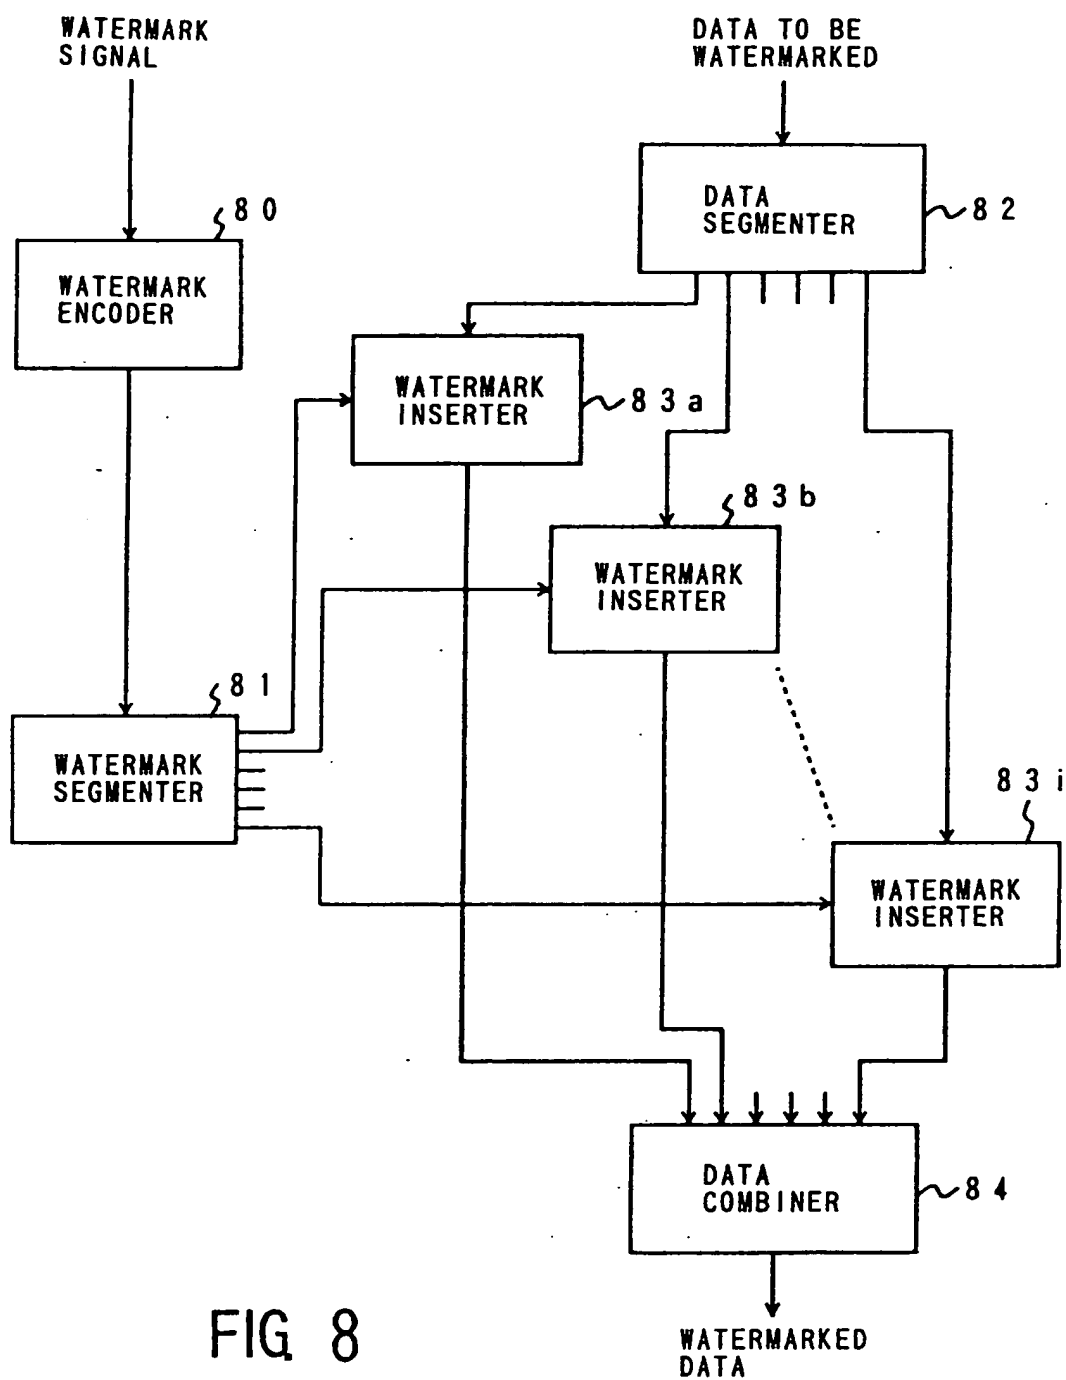 WATERMARK
SIGNAL
DATA TO BE
WATERMARKED
80
WATERMARK
ENCODER
DATA
SEGMENTER
82
WATERMARK
INSERTER
83a
83b
WATERMARK
INSERTER
81
WATERMARK
SEGMENTER
83i
WATERMARK
INSERTER
DATA
COMBINER
84
FIG. 8
WATERMARKED
DATA